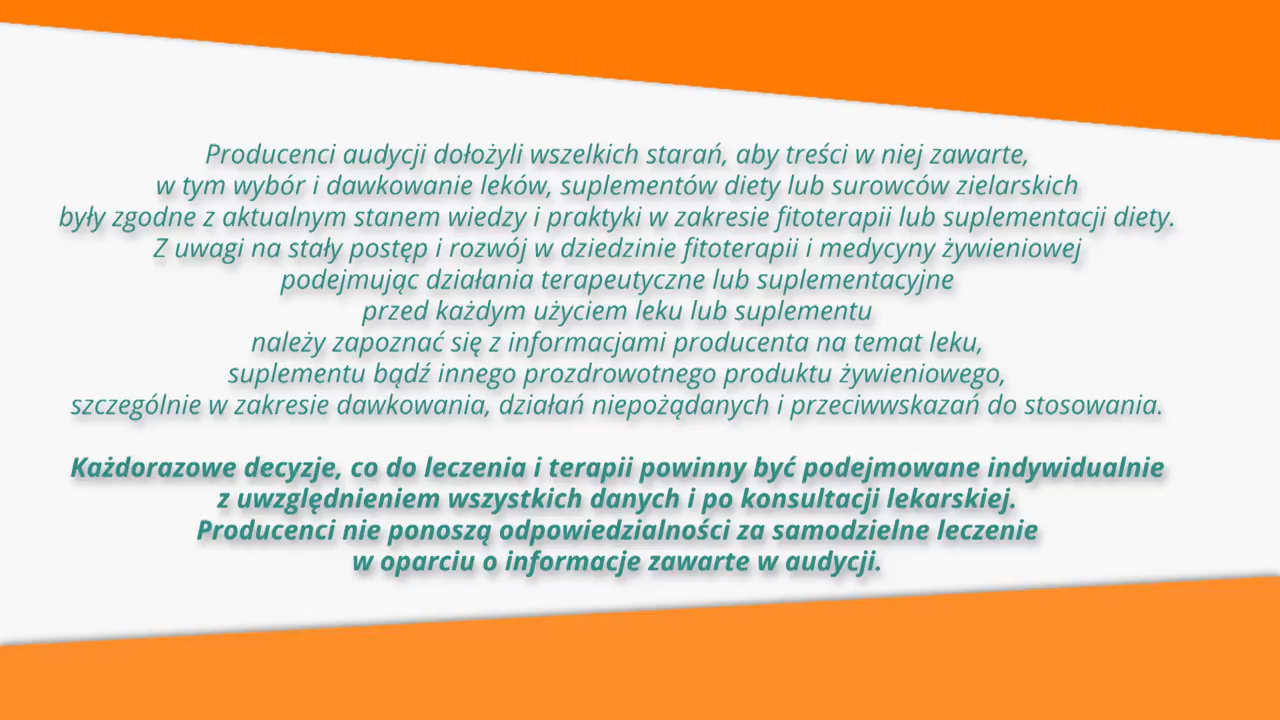 Producenci audycji dołożyli wszelkich starań, aby treści w niej zawarte,
w tym wybór i dawkowanie leków, suplementów diety lub surowców zielarskich
były zgodne z aktualnym stanem wiedzy i praktyki w zakresie fitoterapii lub suplementacji diety.
Z uwagi na stały postęp i rozwój w dziedzinie fitoterapii i medycyny żywieniowej
podejmując działania terapeutyczne lub suplementacyjne
przed każdym użyciem leku lub suplementu
należy zapoznać się z informacjami producenta na temat leku,
suplementu bądź innego prozdrowotnego produktu żywieniowego,
szczególnie w zakresie dawkowania, działań niepożądanych i przeciwwskazań do stosowania.
Każdorazowe decyzje, co do leczenia i terapii powinny być podejmowane indywidualnie
z uwzględnieniem wszystkich danych i po konsultacji lekarskiej.
Producenci nie ponoszą odpowiedzialności za samodzielne leczenie
w oparciu o informacje zawarte w audycji.